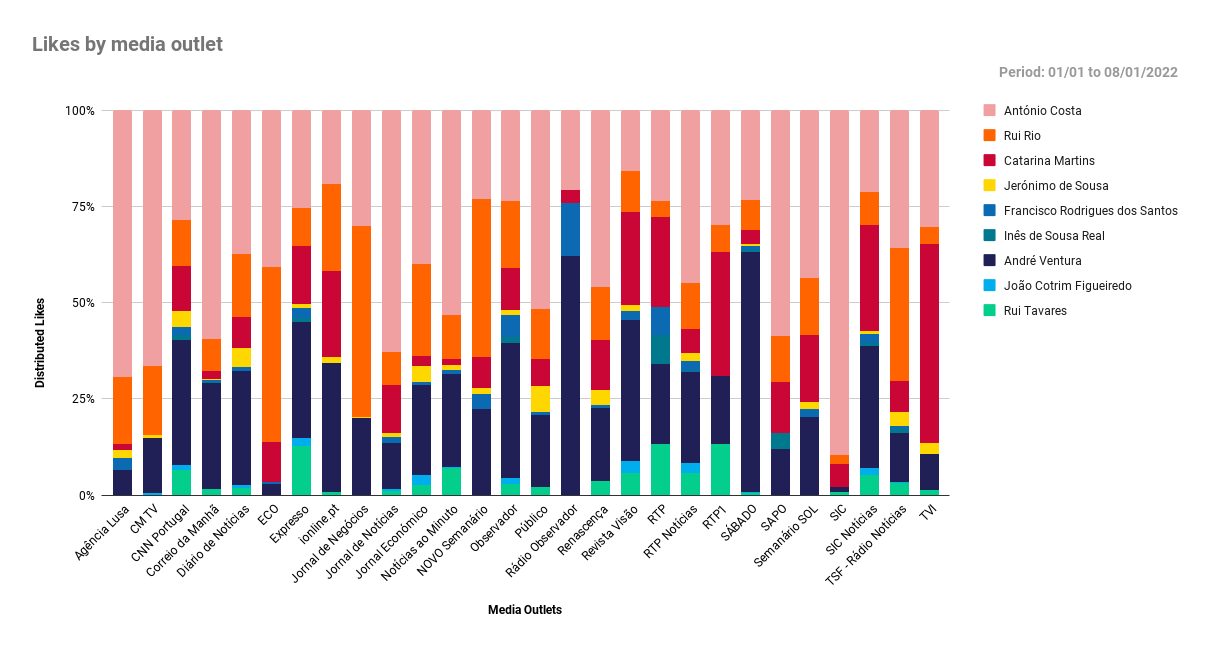 Likes by media outlet
Period: 01/01 to 08/01/2022
100%
75%
50%
25%
0%
Distributed Likes
António Costa
Rui Rio
Catarina Martins
Jerónimo de Sousa
Francisco Rodrigues dos Santos
Inês de Sousa Real
André Ventura
João Cotrim Figueiredo
Rui Tavares
Agência Lusa
CM TV
CNN Portugal
Correio da Manhã
Diário de Notícias
ECO
Expresso
ionline.pt
Jornal de Negócios
Jornal de Notícias
Jornal Económico
Notícias ao Minuto
NOVO Semanário
Observador
Público
Rádio Observador
Renascença
Revista Visão
RTP
RTP Notícias
RTP1
SÁBADO
SAPO
Semanário SOL
SIC
SIC Notícias
TSF - Rádio Notícias
TVI
Media Outlets